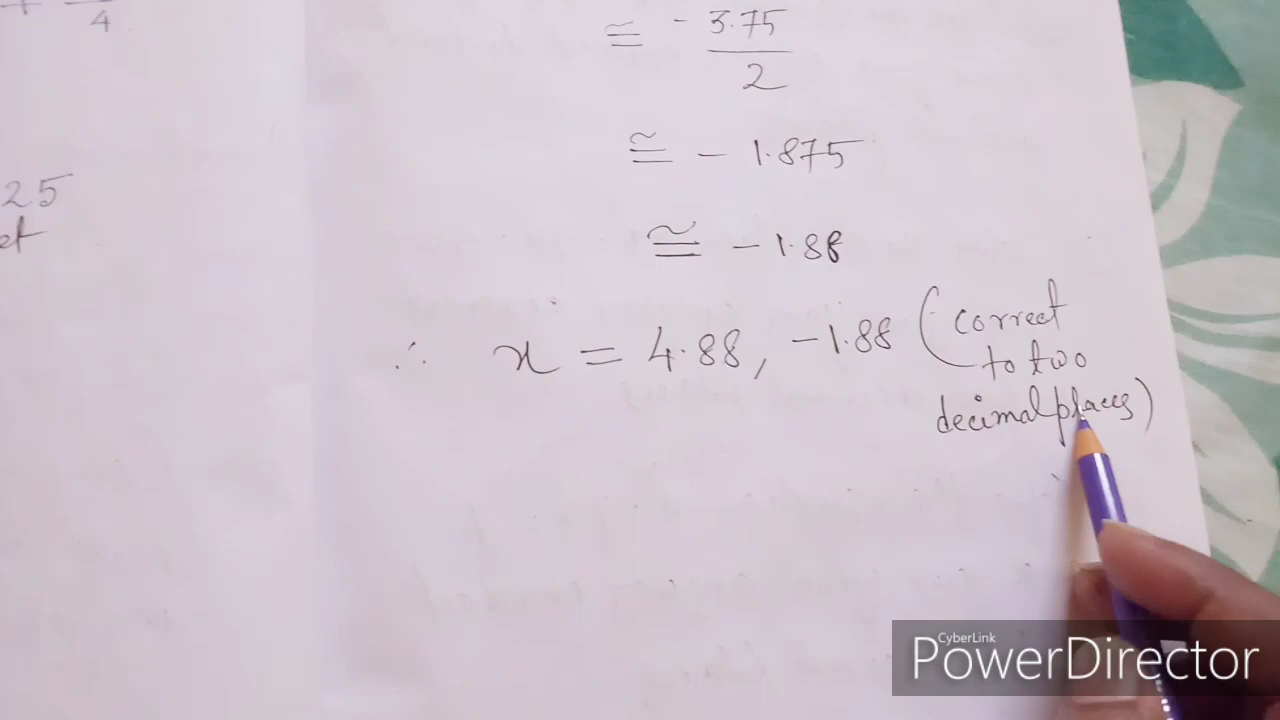 4
25
et
≅ - 3.75
2
≅ - 1.875
≅ - 1.88
∴ x = 4.88, -1.88 (correct
to two
decimal places)
CyberLink
PowerDirector